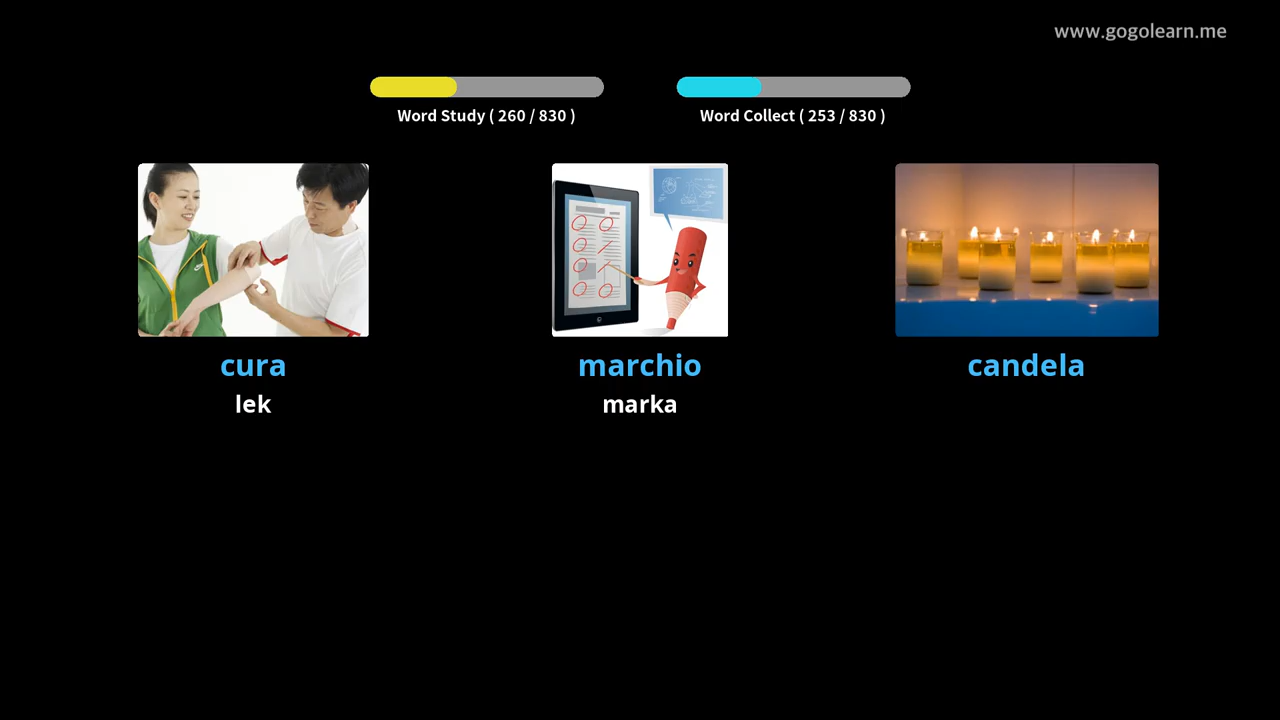 www.gogolearn.me
Word Study ( 260 / 830 )
Word Collect ( 253 / 830 )
cura
lek
marchio
marka
candela